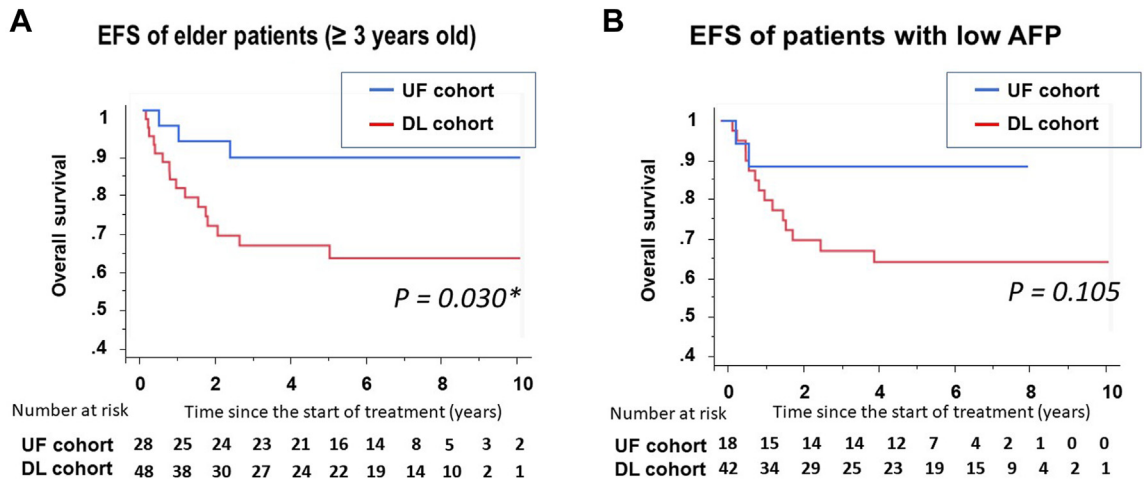 A
EFS of elder patients (≥ 3 years old)
UF cohort
DL cohort
1
.9
.8
.7
.6
.5
.4
Overall survival
P = 0.030*
0 2 4 6 8 10
Number at risk
Time since the start of treatment (years)
UF cohort 28 25 24 23 21 16 14 8 5 3 2
DL cohort 48 38 30 27 24 22 19 14 10 2 1
B
EFS of patients with low AFP
UF cohort
DL cohort
1
.9
.8
.7
.6
.5
.4
Overall survival
P = 0.105
0 2 4 6 8 10
Number at risk
Time since the start of treatment (years)
UF cohort 18 15 14 14 12 7 4 2 1 0 0
DL cohort 42 34 29 25 23 19 15 9 4 2 1